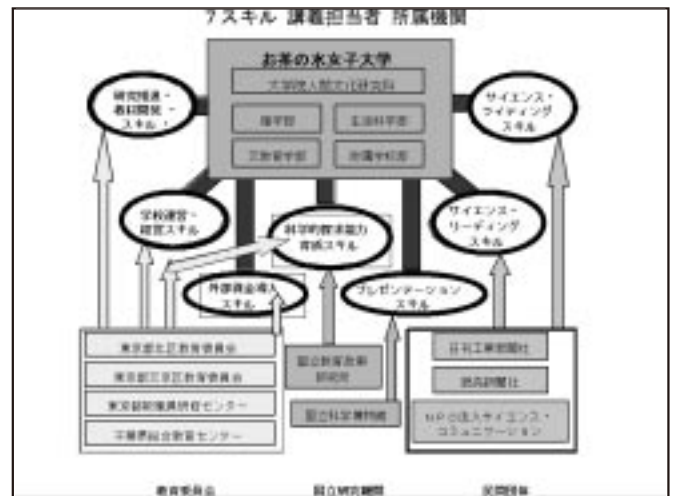 7スキル 講義担当者 所属機関
お茶の水女子大学
大学院人間文化研究科
理学部
生活科学部
文教育学部
附属学校部
研究推進・
教材開発・
スキル
サイエンス・
ライティング
スキル
学校運営・
経営スキル
科学的探求能力
育成スキル
サイエンス・
リーディング
スキル
外部資金導入
スキル
プレゼンテーション
スキル
東京都北区教育委員会
東京都文京区教育委員会
東京都教職員研修センター
千葉県総合教育センター
国立教育政策
研究所
国立科学博物館
日刊工業新聞社
読売新聞社
NPO法人サイエンス・
コミュニケーション
教育委員会
国立研究機関
民間団体